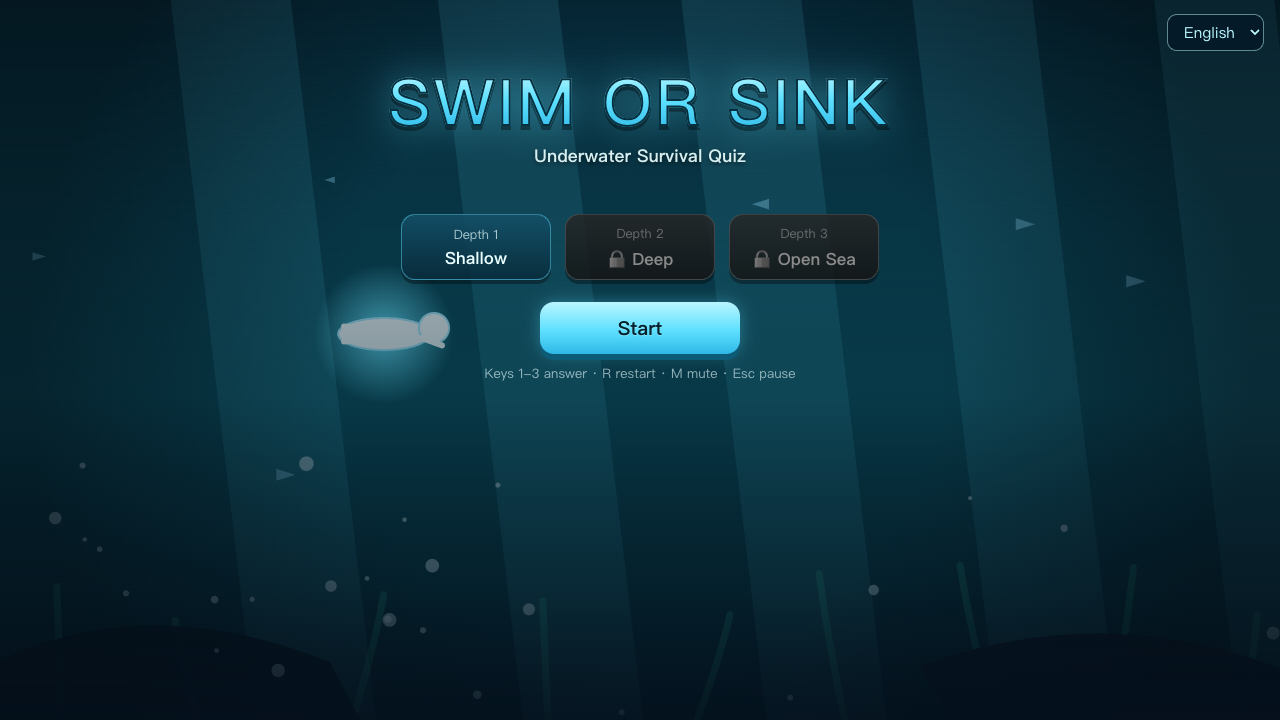 English
SWIM OR SINK
Underwater Survival Quiz
Depth 1
Shallow
Depth 2
🔒 Deep
Depth 3
🔒 Open Sea
Start
Keys 1–3 answer · R restart · M mute · Esc pause